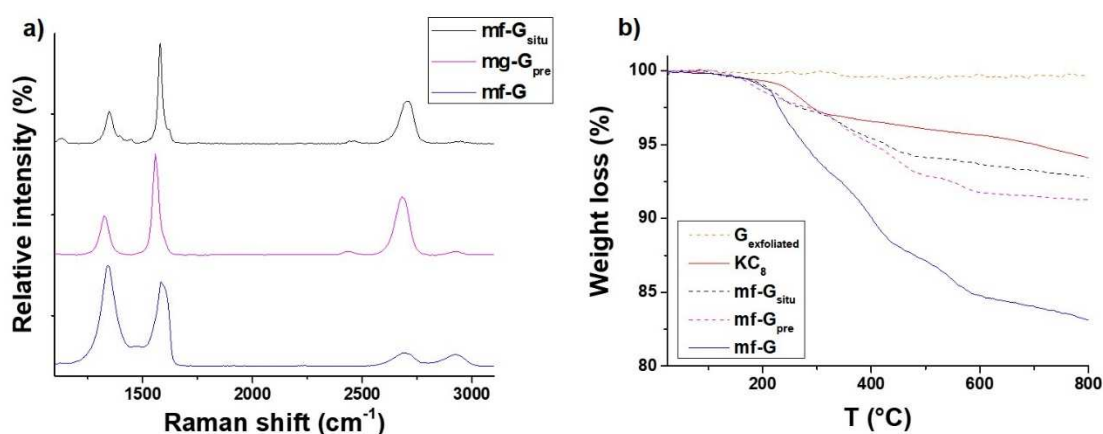 a)
mf-G_situ
mg-G_pre
mf-G
Relative intensity (%)
1500 2000 2500 3000
Raman shift (cm⁻¹)
b)
100
95
90
85
80
Weight loss (%)
G_exfoliated
KC₈
mf-G_situ
mf-G_pre
mf-G
200 400 600 800
T (°C)